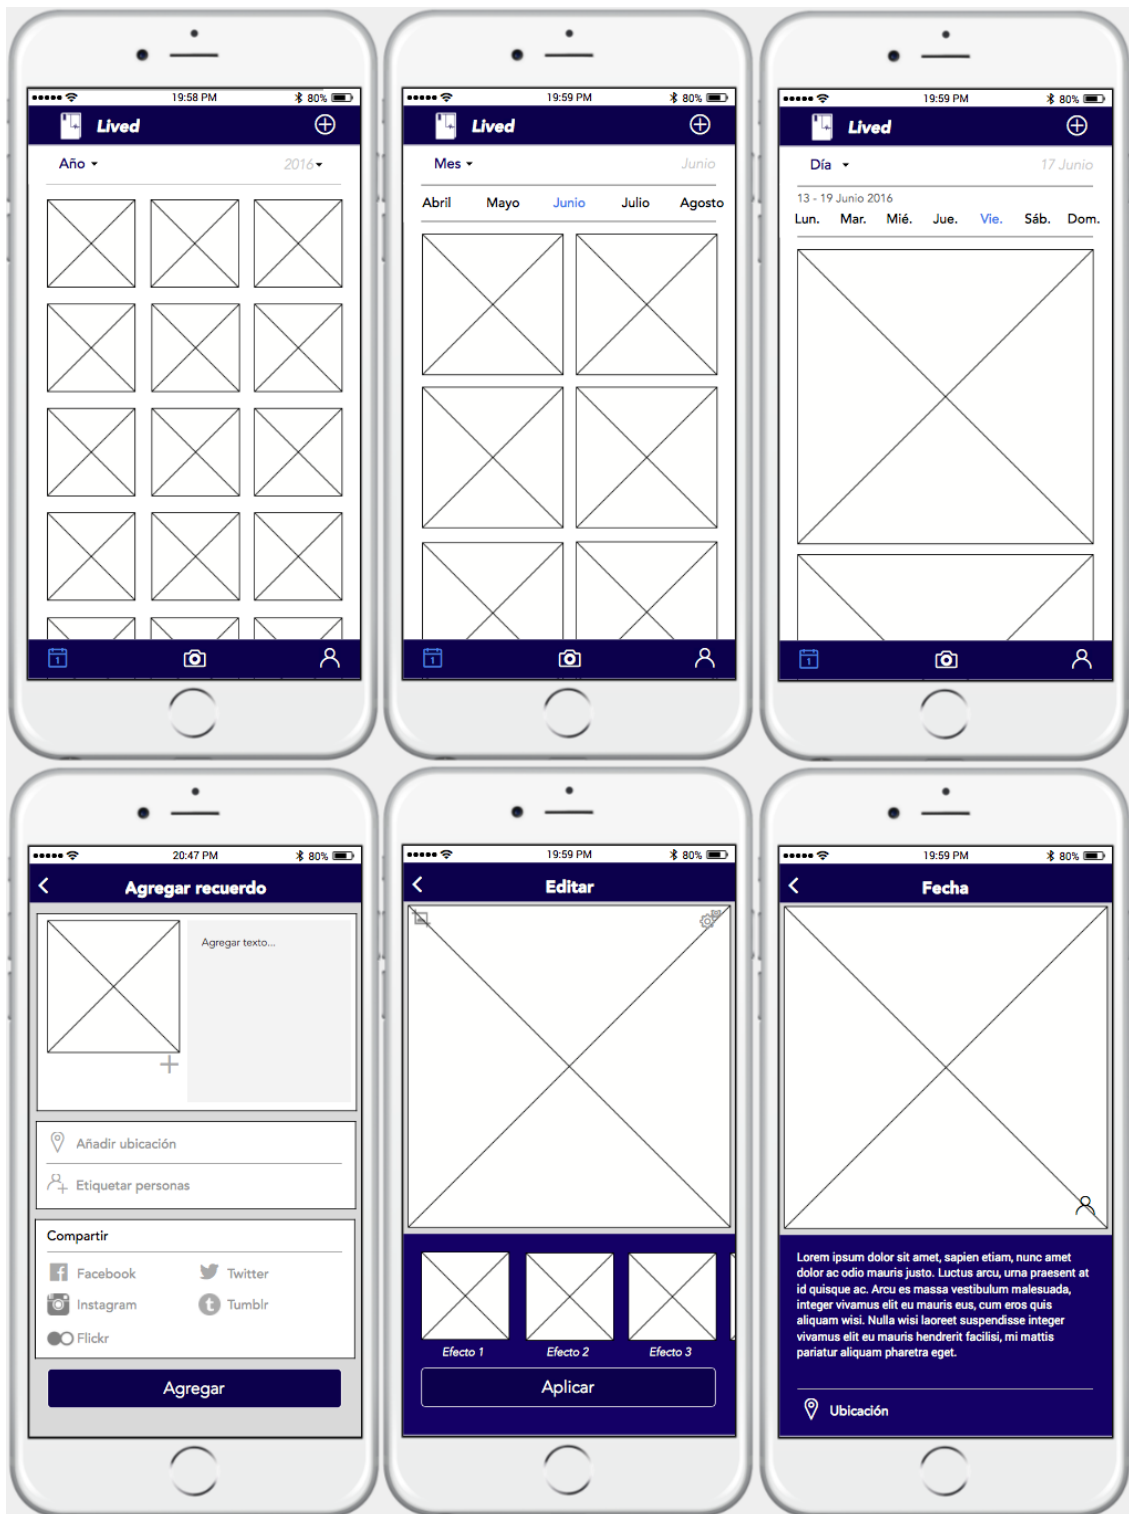 19:58 PM 80%
Lived
Año 2016
19:59 PM 80%
Lived
Mes Junio
Abril Mayo Junio Julio Agosto
19:59 PM 80%
Lived
Día 17 Junio
13 - 19 Junio 2016
Lun. Mar. Mié. Jue. Vie. Sáb. Dom.
1
1
1
20:47 PM 80%
Agregar recuerdo
Agregar texto...
Añadir ubicación
Etiquetar personas
Compartir
Facebook Twitter
Instagram Tumblr
Flickr
Agregar
19:59 PM 80%
Editar
Efecto 1 Efecto 2 Efecto 3
Aplicar
19:59 PM 80%
Fecha
Lorem ipsum dolor sit amet, sapien etiam, nunc amet
dolor ac odio mauris justo. Luctus arcu, urna praesent at
id quisque ac. Arcu es massa vestibulum malesuada,
integer vivamus elit eu mauris eus, cum eros quis
aliquam wisi. Nulla wisi laoreet suspendisse integer
vivamus elit eu mauris hendrerit facilisi, mi mattis
pariatur aliquam pharetra eget.
Ubicación